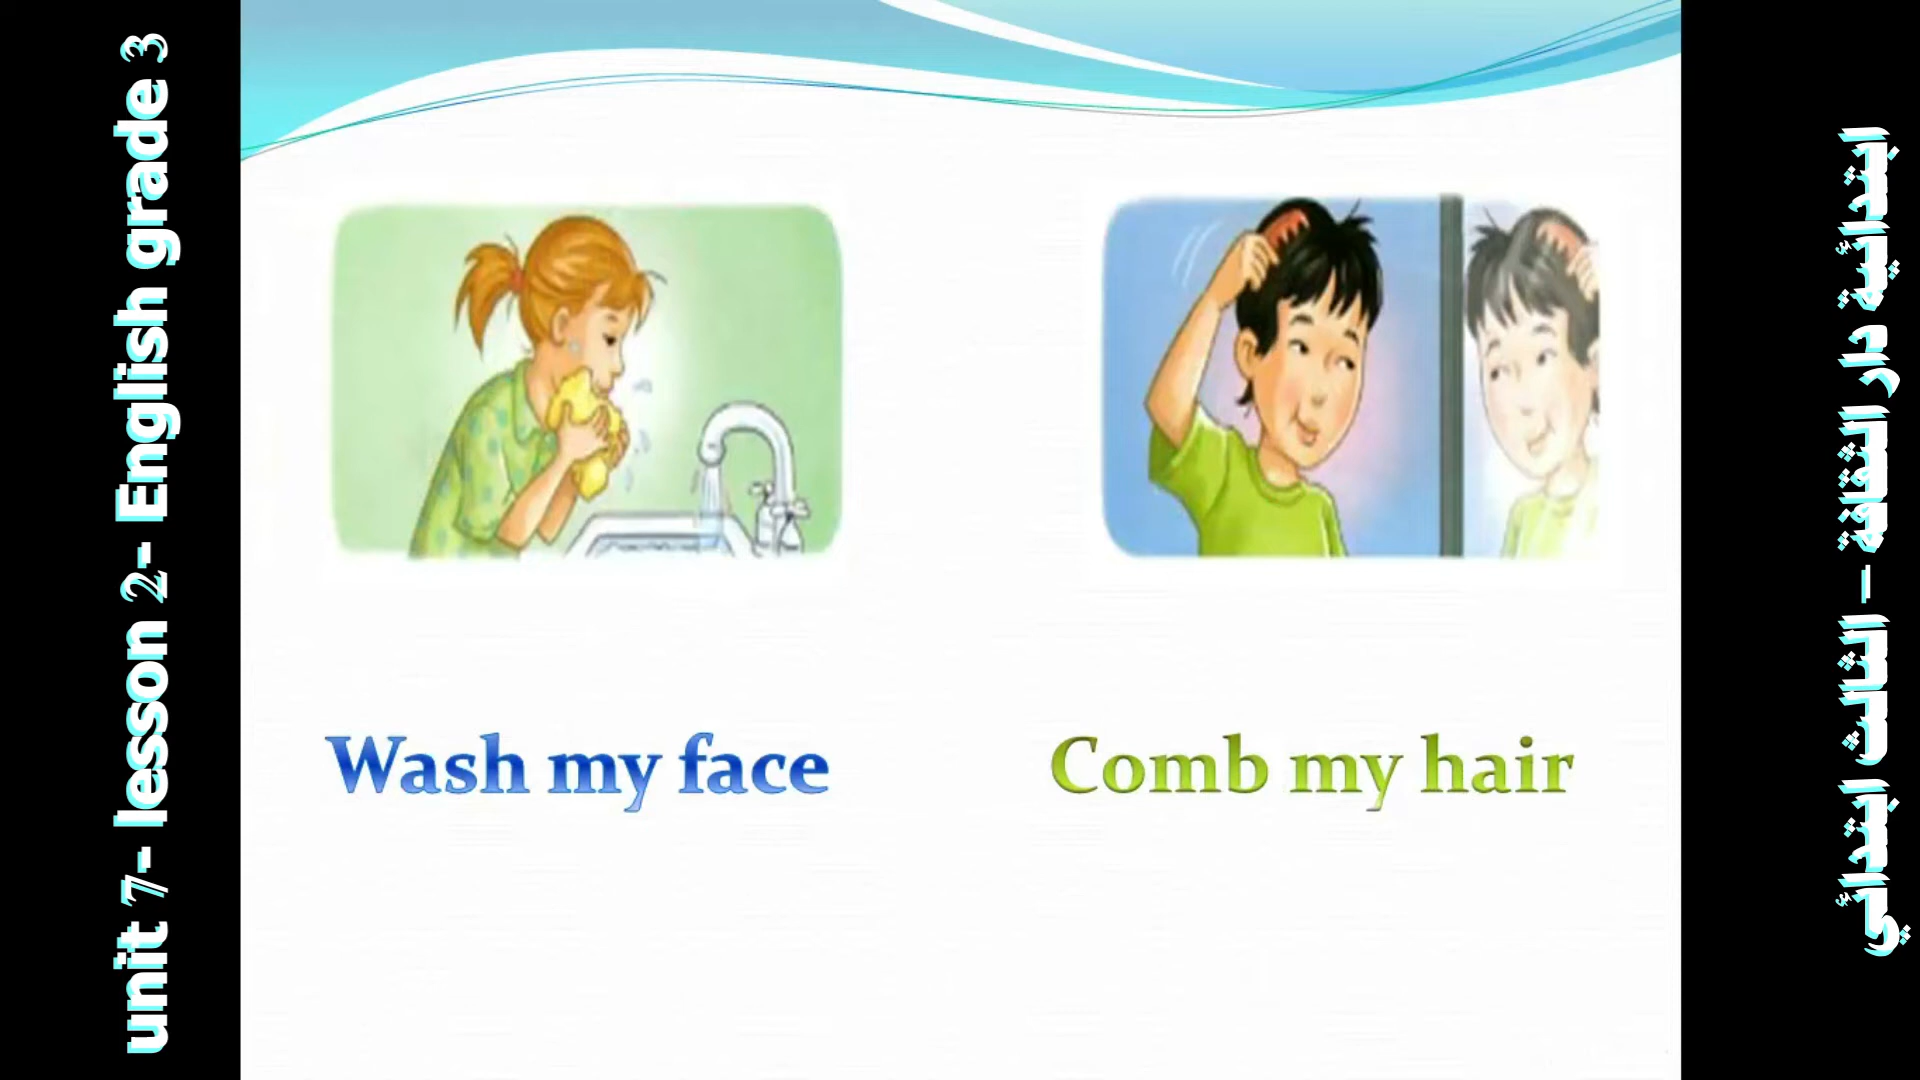 unit 7- lesson 2- English grade 3
Wash my face
Comb my hair
ابتدائية دار الثقافة – الثالث ابتدائي